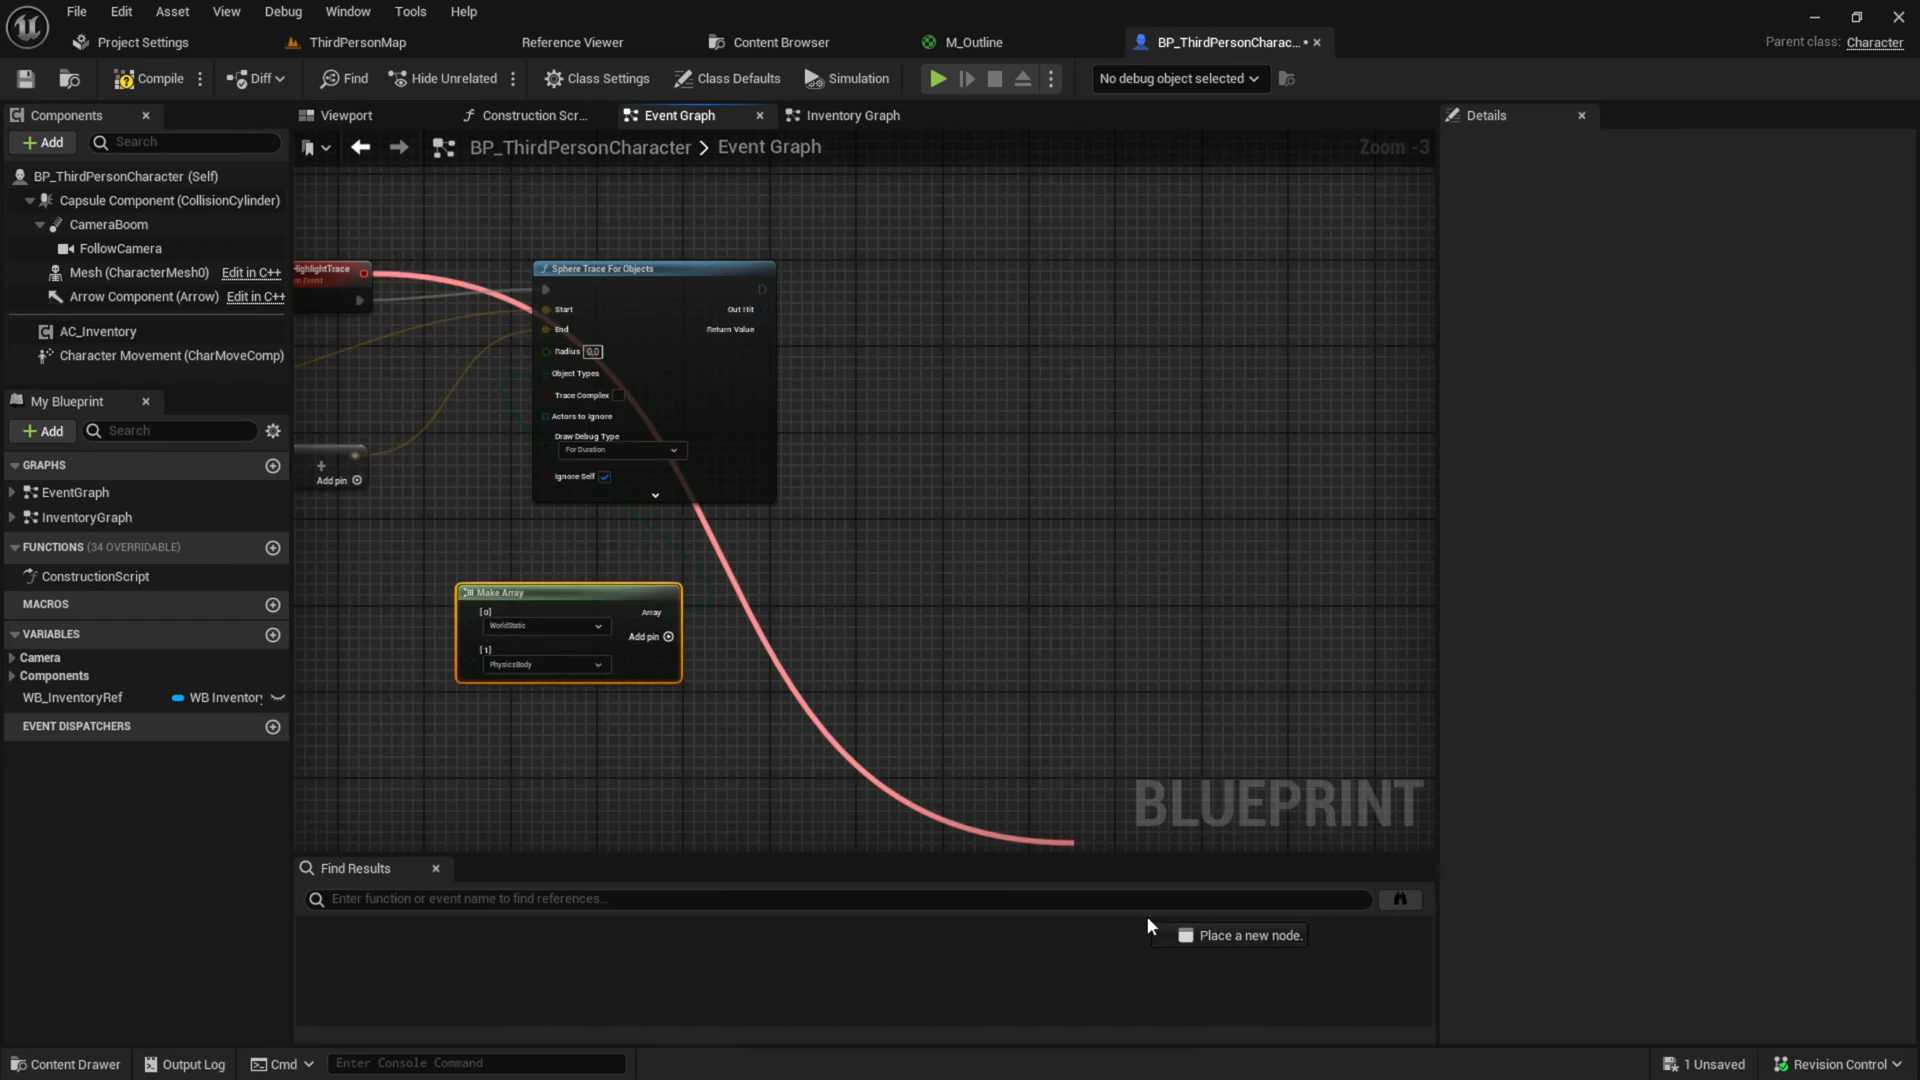 File Edit Asset View Debug Window Tools Help
Project Settings ThirdPersonMap Reference Viewer Content Browser M_Outline BP_ThirdPersonCharac... • Parent class: Character
Compile Diff Find Hide Unrelated Class Settings Class Defaults Simulation No debug object selected
Components Viewport Construction Scr... Event Graph Inventory Graph Details
Add Search
BP_ThirdPersonCharacter > Event Graph Zoom -3
BP_ThirdPersonCharacter (Self)
Capsule Component (CollisionCylinder)
CameraBoom
FollowCamera
Mesh (CharacterMesh0) Edit in C++
Arrow Component (Arrow) Edit in C++
AC_Inventory
Character Movement (CharMoveComp)
My Blueprint
Add Search
GRAPHS
EventGraph
InventoryGraph
FUNCTIONS (34 OVERRIDABLE)
ConstructionScript
MACROS
VARIABLES
Camera
Components
WB_InventoryRef WB Inventory
EVENT DISPATCHERS
HighlightTrace
m Event
Add pin
Sphere Trace For Objects
Start Out Hit
End Return Value
Radius 0,0
Object Types
Trace Complex
Actors to Ignore
Draw Debug Type
For Duration
Ignore Self
Make Array
[0] Array
WorldStatic
Add pin
[1]
PhysicsBody
BLUEPRINT
Find Results
Enter function or event name to find references...
Place a new node.
Content Drawer Output Log Cmd Enter Console Command 1 Unsaved Revision Control